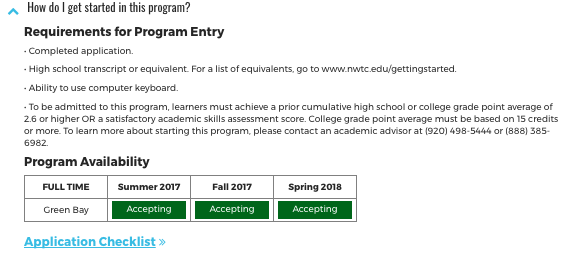 How do I get started in this program?
Requirements for Program Entry
• Completed application.
• High school transcript or equivalent. For a list of equivalents, go to www.nwtc.edu/gettingstarted.
• Ability to use computer keyboard.
• To be admitted to this program, learners must achieve a prior cumulative high school or college grade point average of
2.6 or higher OR a satisfactory academic skills assessment score. College grade point average must be based on 15 credits
or more. To learn more about starting this program, please contact an academic advisor at (920) 498-5444 or (888) 385-
6982.
Program Availability
FULL TIME Summer 2017 Fall 2017 Spring 2018
Green Bay Accepting Accepting Accepting
Application Checklist »